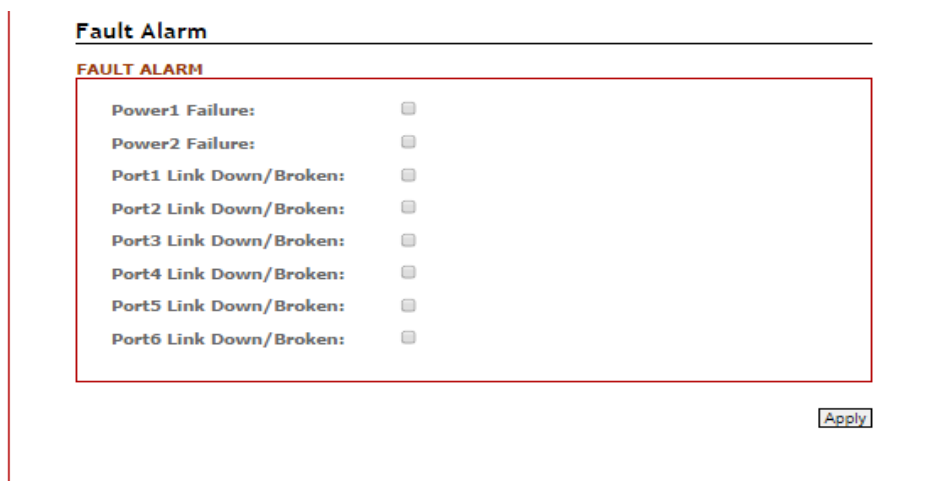 Fault Alarm
FAULT ALARM
Power1 Failure:
Power2 Failure:
Port1 Link Down/Broken:
Port2 Link Down/Broken:
Port3 Link Down/Broken:
Port4 Link Down/Broken:
Port5 Link Down/Broken:
Port6 Link Down/Broken:
Apply